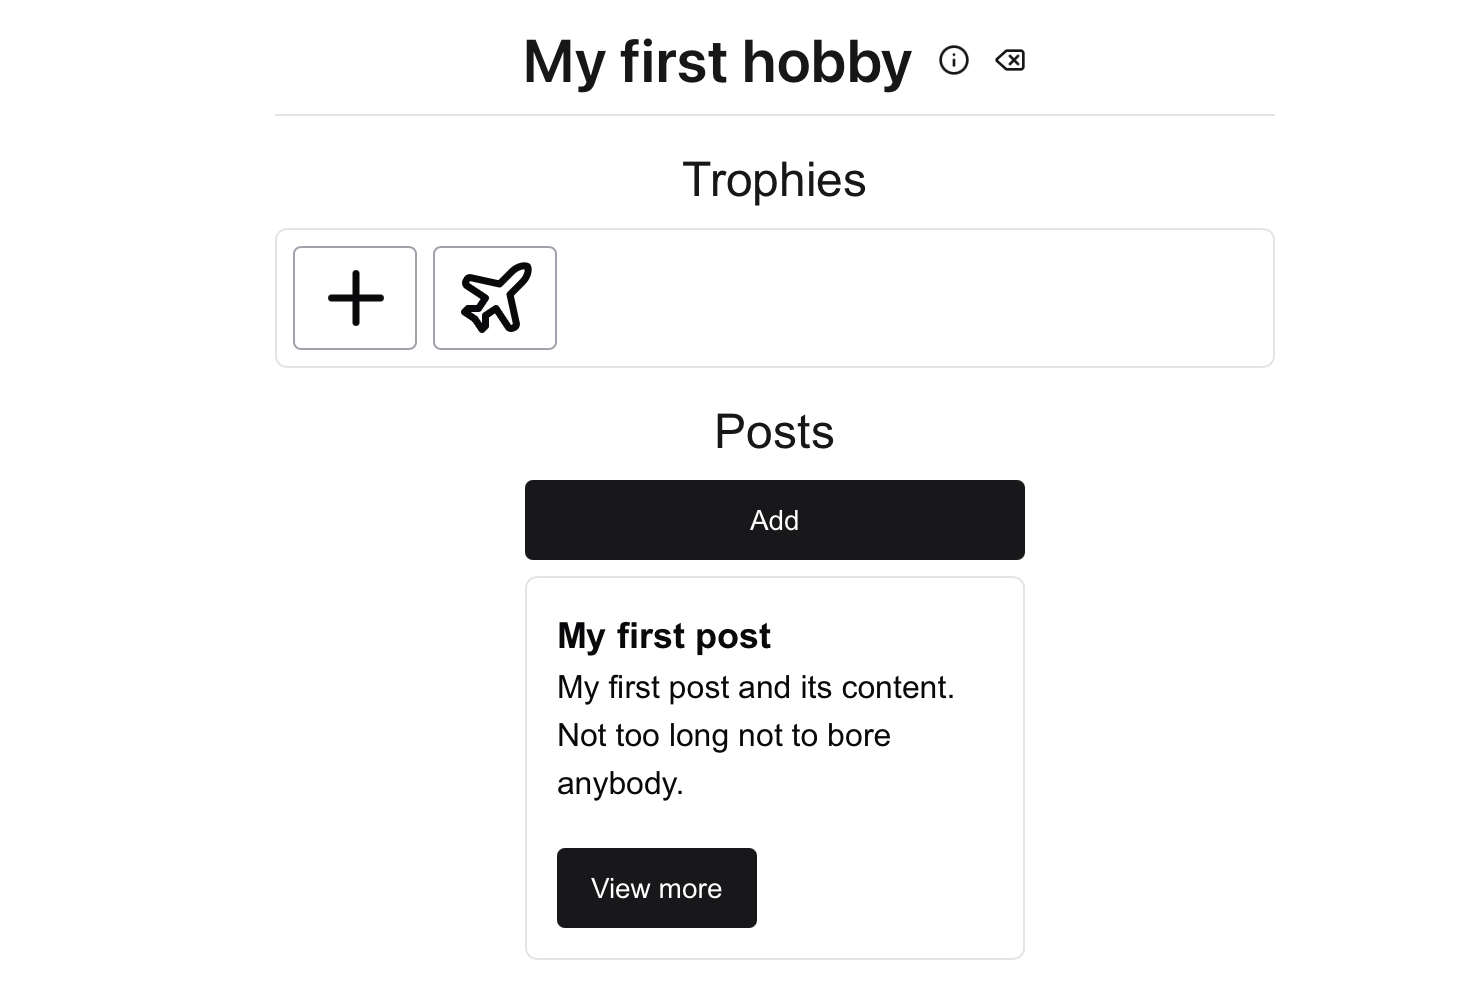 My first hobby
Trophies
Posts
Add
My first post
My first post and its content.
Not too long not to bore
anybody.
View more